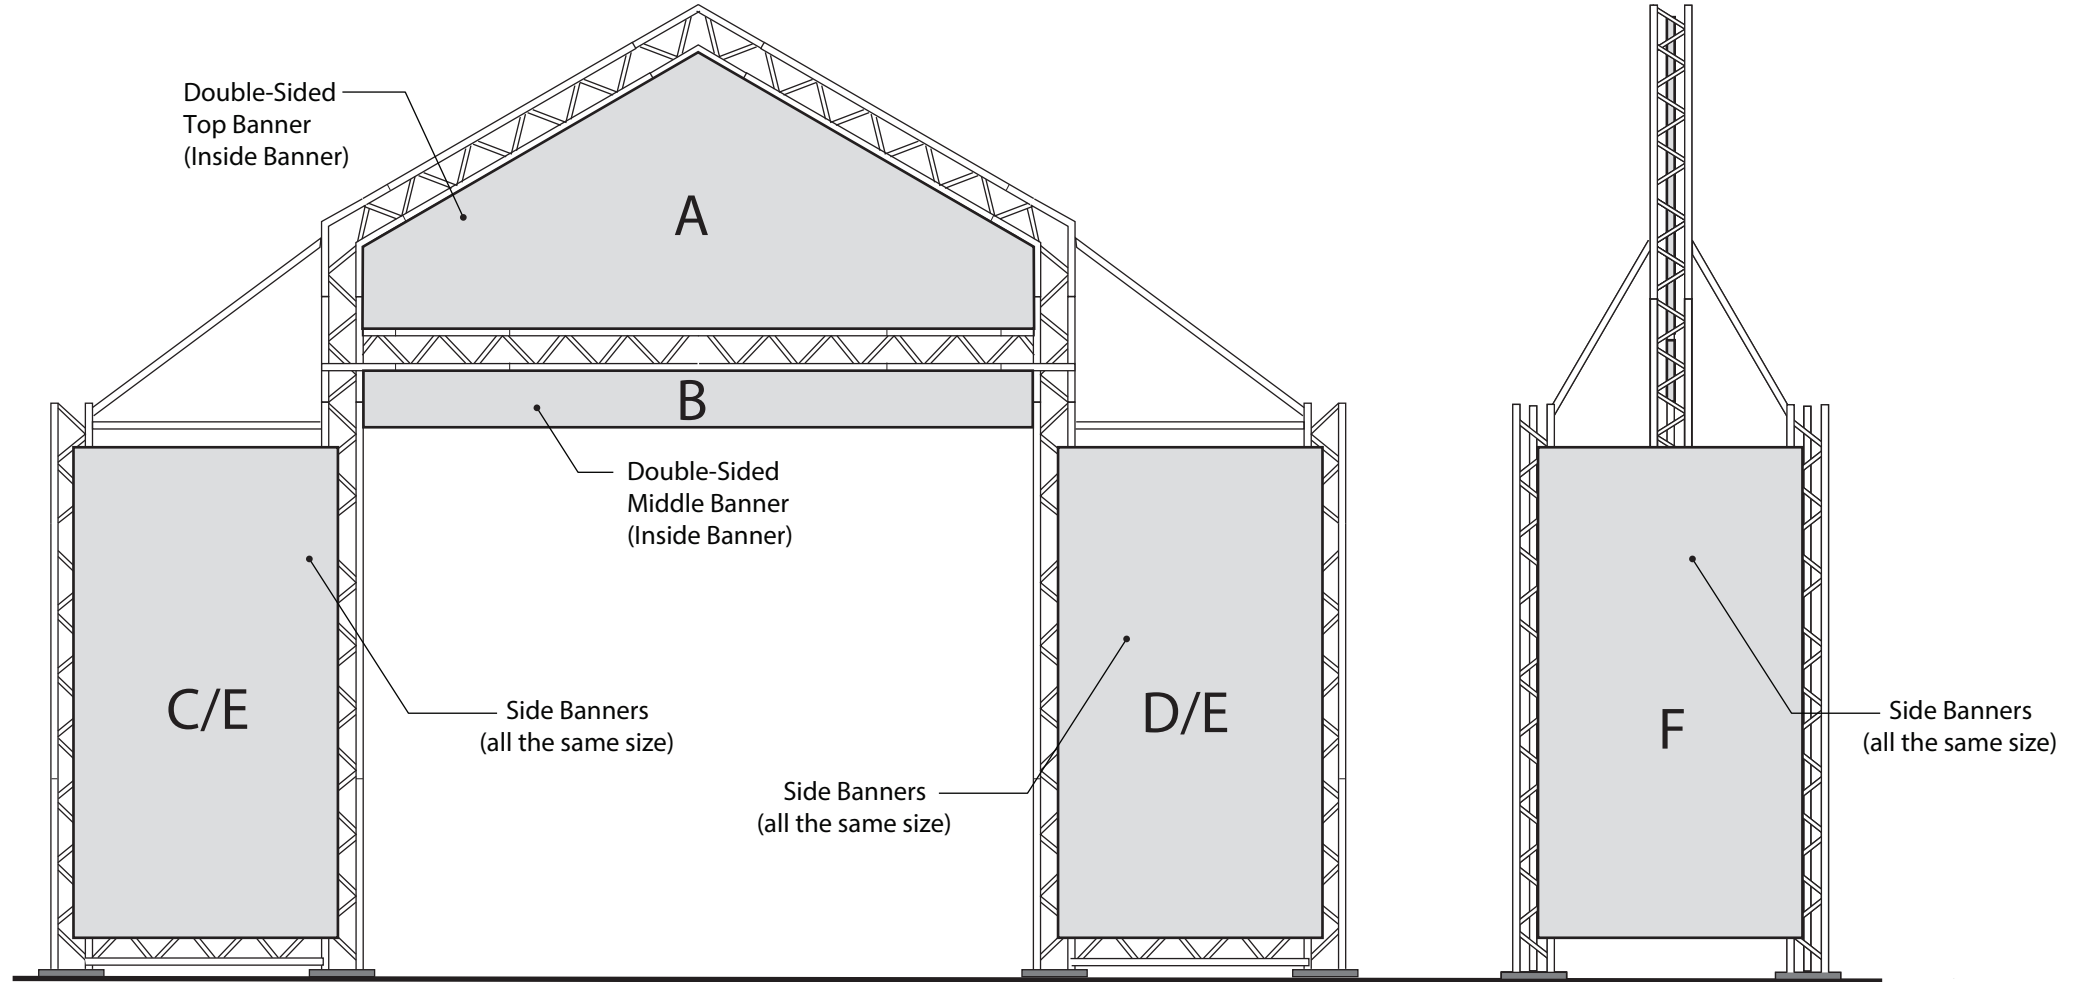 Double-Sided
Top Banner
(Inside Banner)
A
B
Double-Sided
Middle Banner
(Inside Banner)
C/E
Side Banners
(all the same size)
D/E
Side Banners
(all the same size)
F
Side Banners
(all the same size)